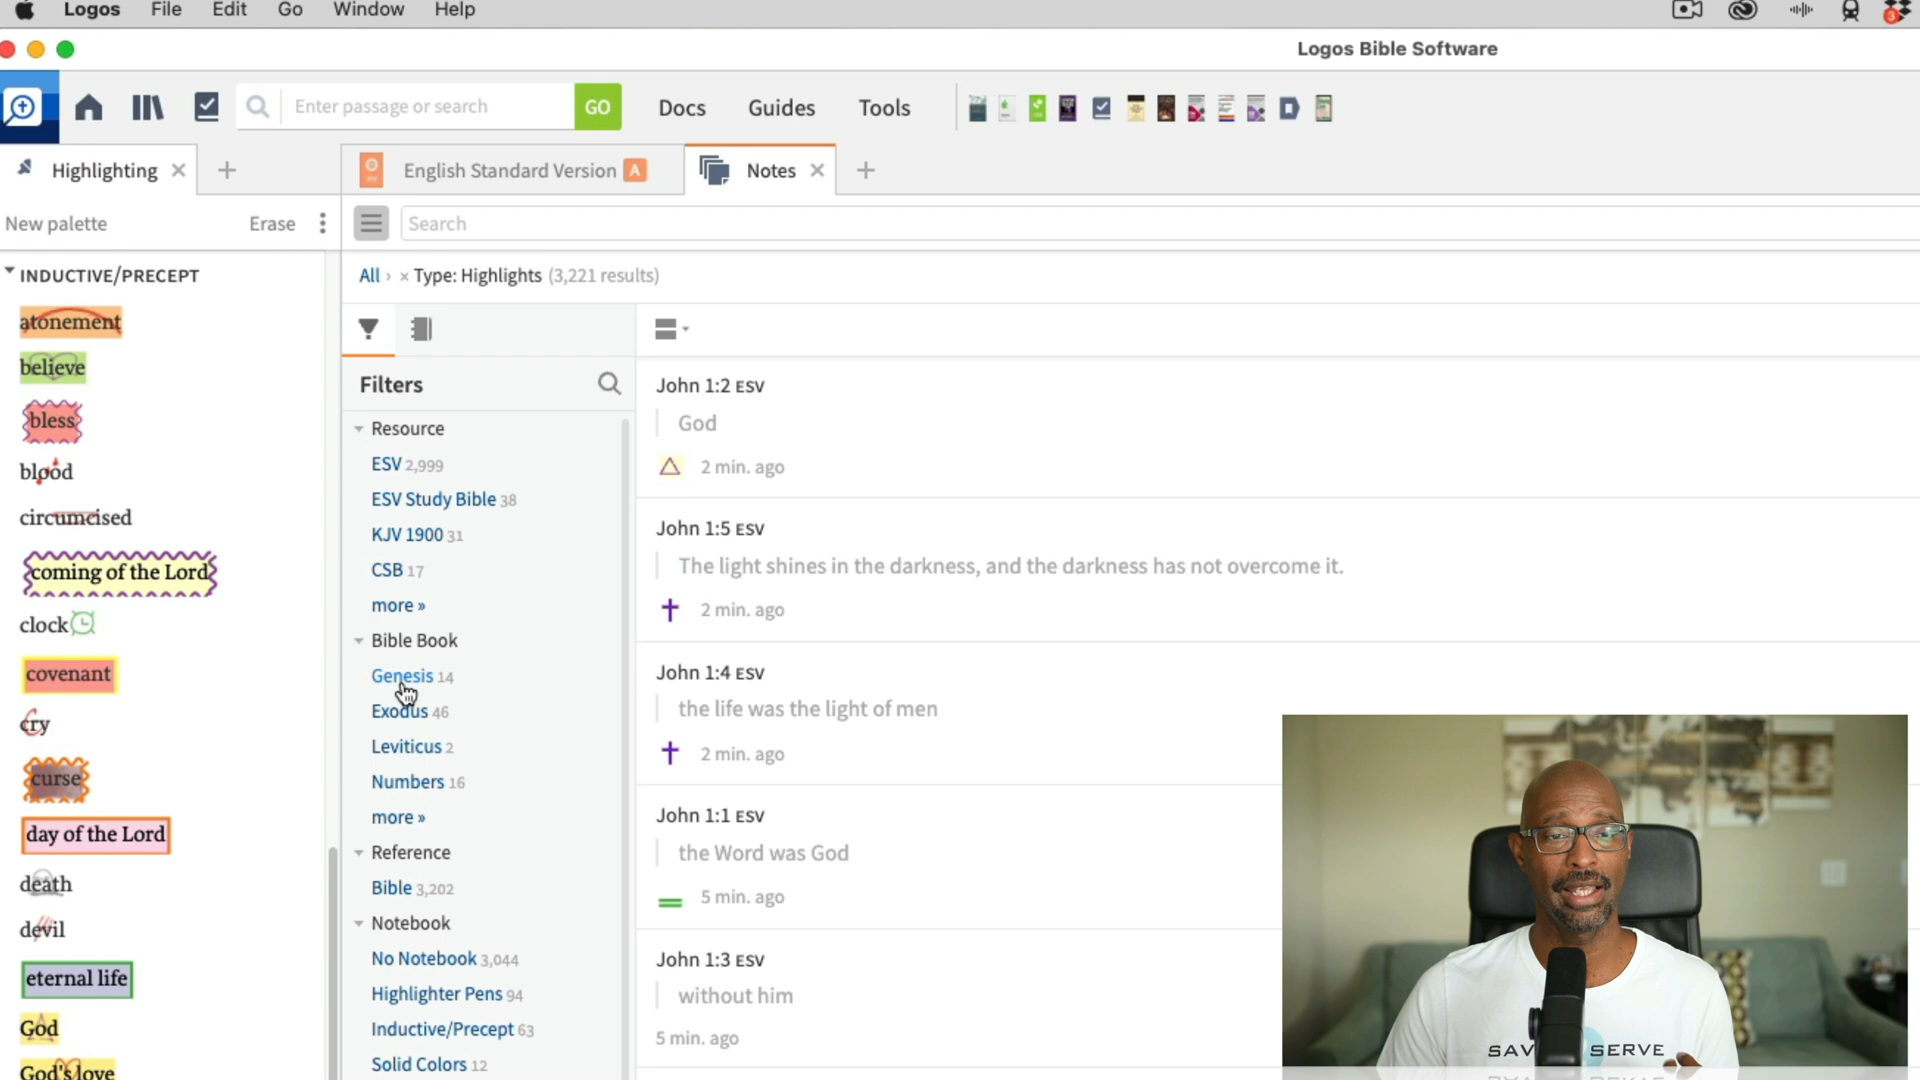 Logos File Edit Go Window Help
3
Logos Bible Software
Enter passage or search GO Docs Guides Tools
Highlighting English Standard Version A Notes
New palette Erase Search
INDUCTIVE/PRECEPT
atonement
believe
bless
blood
circumcised
coming of the Lord
clock
covenant
cry
curse
day of the Lord
death
devil
eternal life
God
God's love
All › × Type: Highlights (3,221 results)
Filters
Resource
ESV 2,999
ESV Study Bible 38
KJV 1900 31
CSB 17
more »
Bible Book
Genesis 14
Exodus 46
Leviticus 2
Numbers 16
more »
Reference
Bible 3,202
Notebook
No Notebook 3,044
Highlighter Pens 94
Inductive/Precept 63
Solid Colors 12
John 1:2 ESV
God
2 min. ago
John 1:5 ESV
The light shines in the darkness, and the darkness has not overcome it.
2 min. ago
John 1:4 ESV
the life was the light of men
2 min. ago
John 1:1 ESV
the Word was God
5 min. ago
John 1:3 ESV
without him
5 min. ago
SERVE